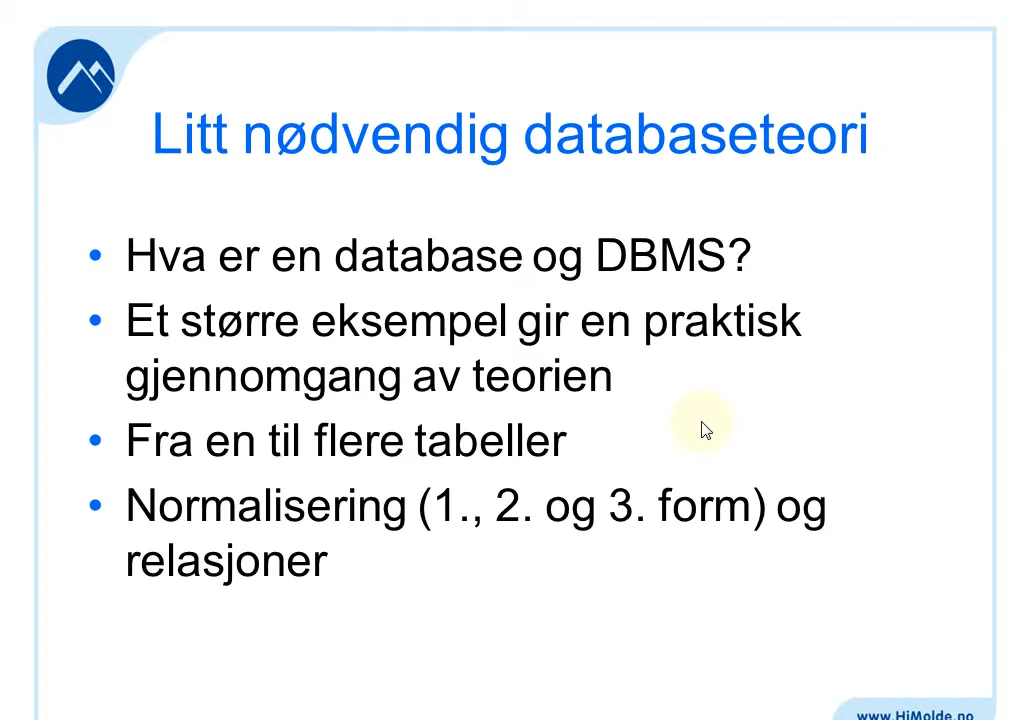 Litt nødvendig databaseteori
• Hva er en database og DBMS?
• Et større eksempel gir en praktisk
gjennomgang av teorien
• Fra en til flere tabeller
• Normalisering (1., 2. og 3. form) og
relasjoner
www.HiMolde.no